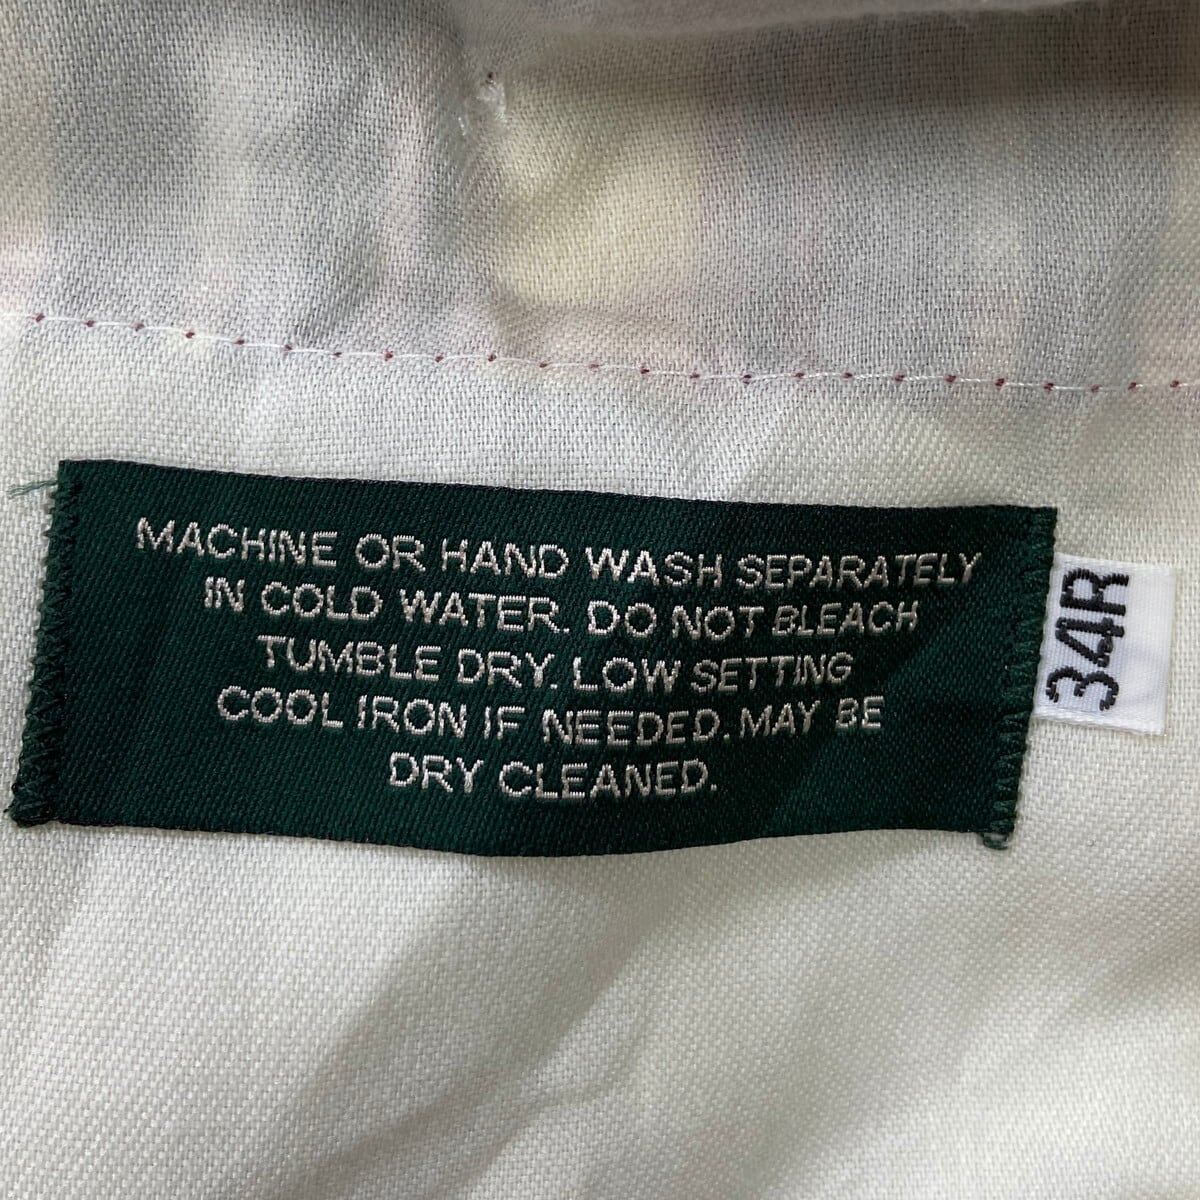 MACHINE OR HAND WASH SEPARATELY
IN COLD WATER. DO NOT BLEACH
TUMBLE DRY. LOW SETTING
COOL IRON IF NEEDED. MAY BE
DRY CLEANED.
34R